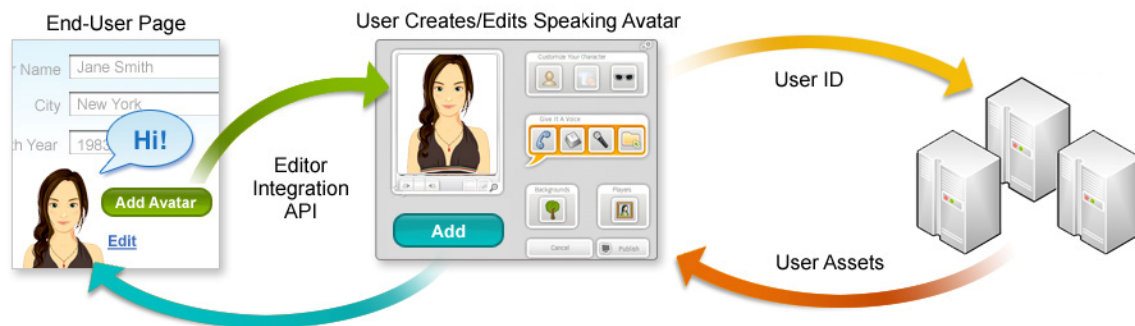 End-User Page
User Creates/Edits Speaking Avatar
r Name
Jane Smith
City
New York
th Year
1983
Hi!
Add Avatar
Edit
Editor
Integration
API
Customize Your Character
Give It A Voice
Backgrounds
Players
Add
Cancel
Publish
User ID
User Assets